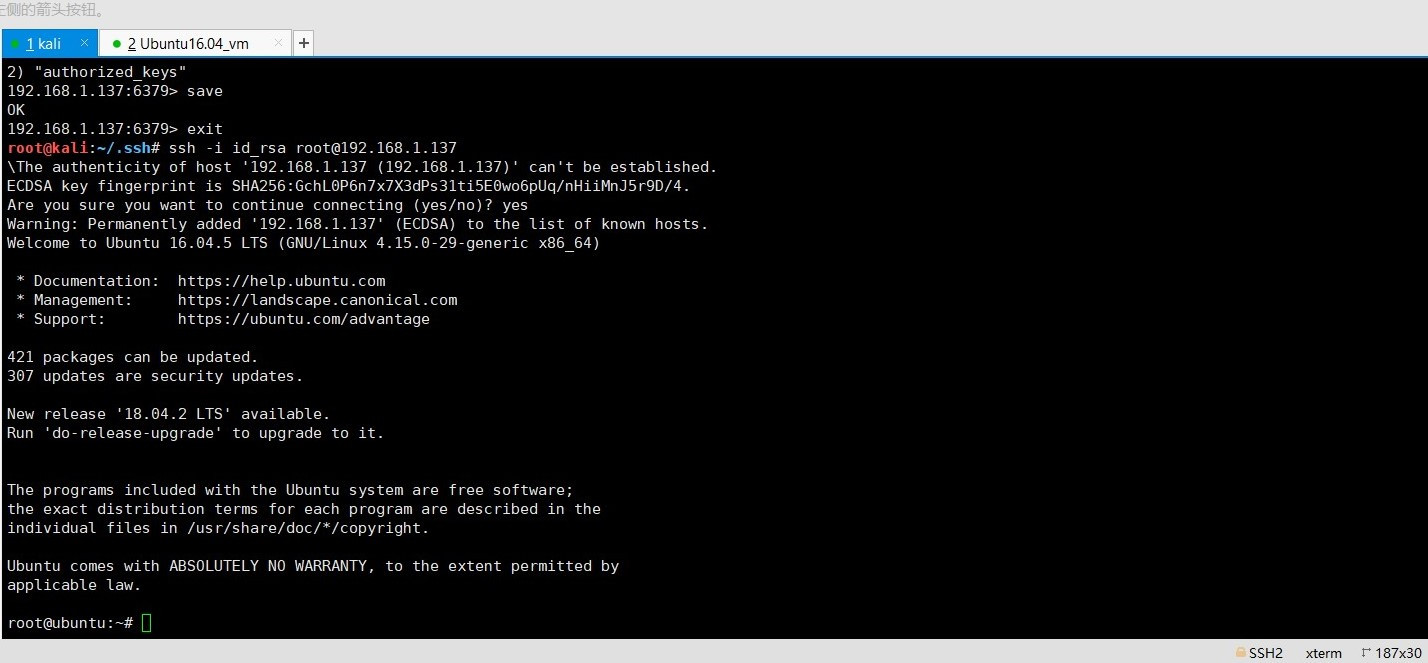 侧的箭头按钮。
1 kali × 2 Ubuntu16.04_vm × +
2) "authorized_keys"
192.168.1.137:6379> save
OK
192.168.1.137:6379> exit
root@kali:~/.ssh# ssh -i id_rsa root@192.168.1.137
\The authenticity of host '192.168.1.137 (192.168.1.137)' can't be established.
ECDSA key fingerprint is SHA256:GchL0P6n7x7X3dPs31ti5E0wo6pUq/nHiiMnJ5r9D/4.
Are you sure you want to continue connecting (yes/no)? yes
Warning: Permanently added '192.168.1.137' (ECDSA) to the list of known hosts.
Welcome to Ubuntu 16.04.5 LTS (GNU/Linux 4.15.0-29-generic x86_64)
* Documentation:  https://help.ubuntu.com
* Management:     https://landscape.canonical.com
* Support:        https://ubuntu.com/advantage
421 packages can be updated.
307 updates are security updates.
New release '18.04.2 LTS' available.
Run 'do-release-upgrade' to upgrade to it.
The programs included with the Ubuntu system are free software;
the exact distribution terms for each program are described in the
individual files in /usr/share/doc/*/copyright.
Ubuntu comes with ABSOLUTELY NO WARRANTY, to the extent permitted by
applicable law.
root@ubuntu:~#
SSH2 xterm 187x30